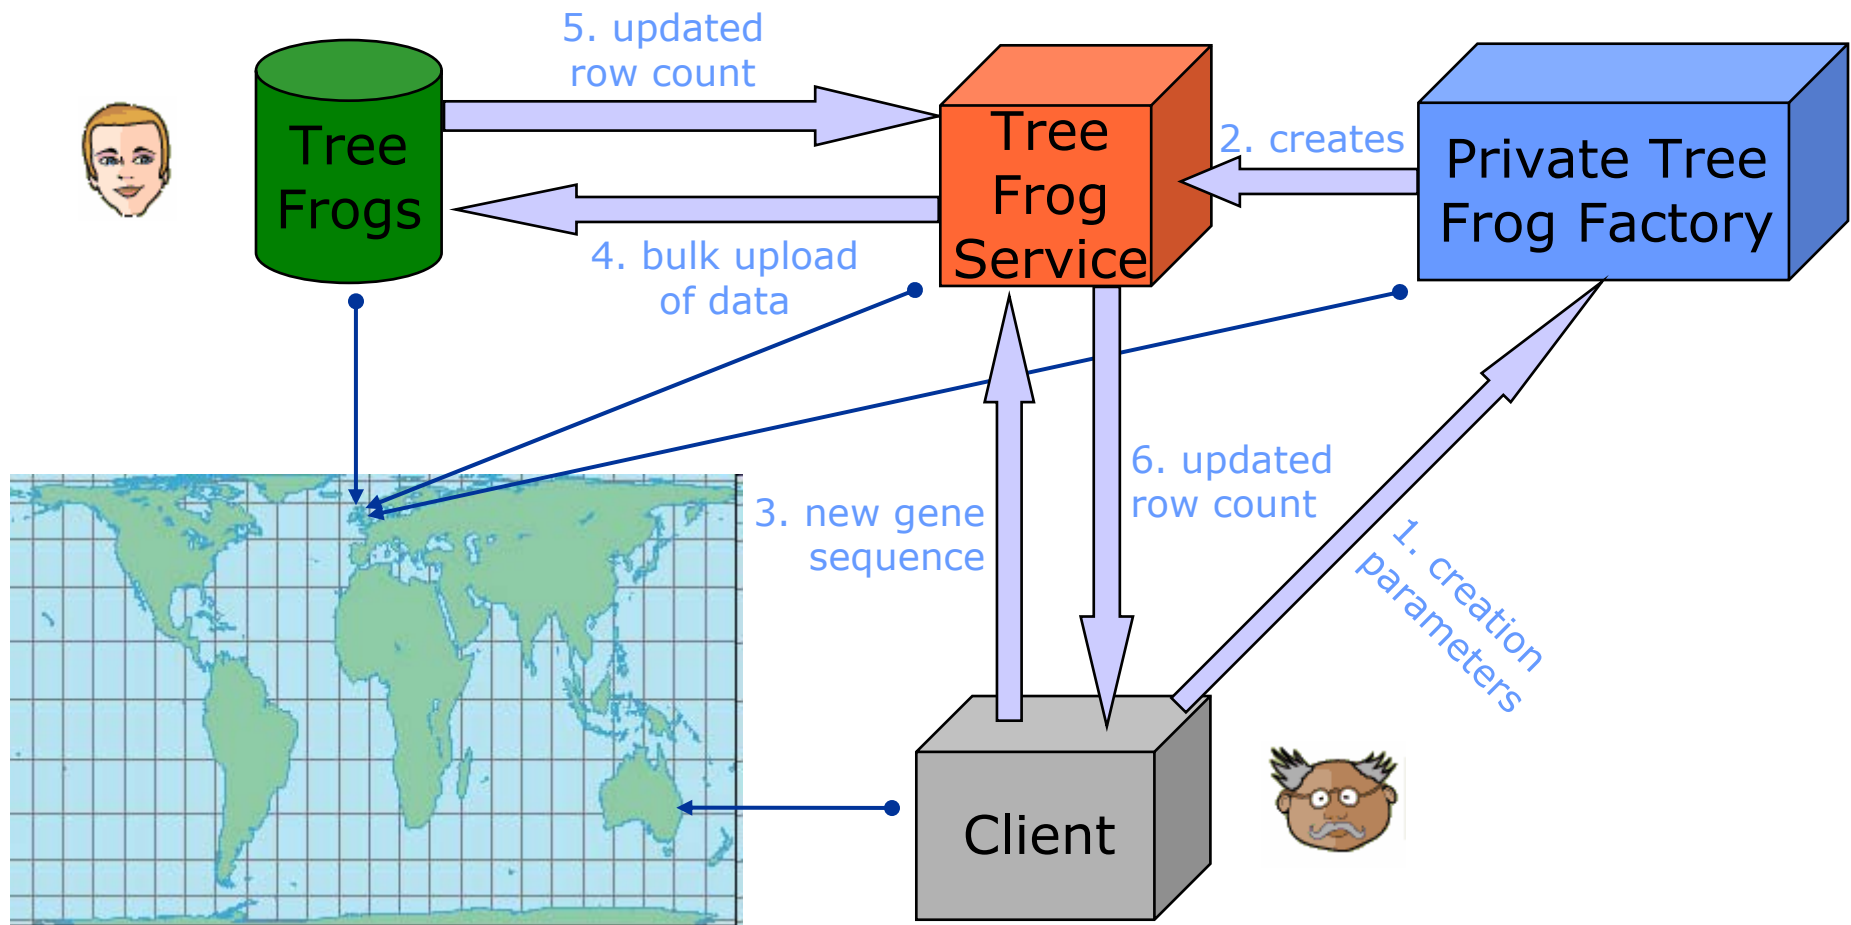 5. updated
row count
Tree
Frogs
Tree
Frog
Service
2. creates
Private Tree
Frog Factory
4. bulk upload
of data
6. updated
row count
3. new gene
sequence
1. creation
parameters
Client